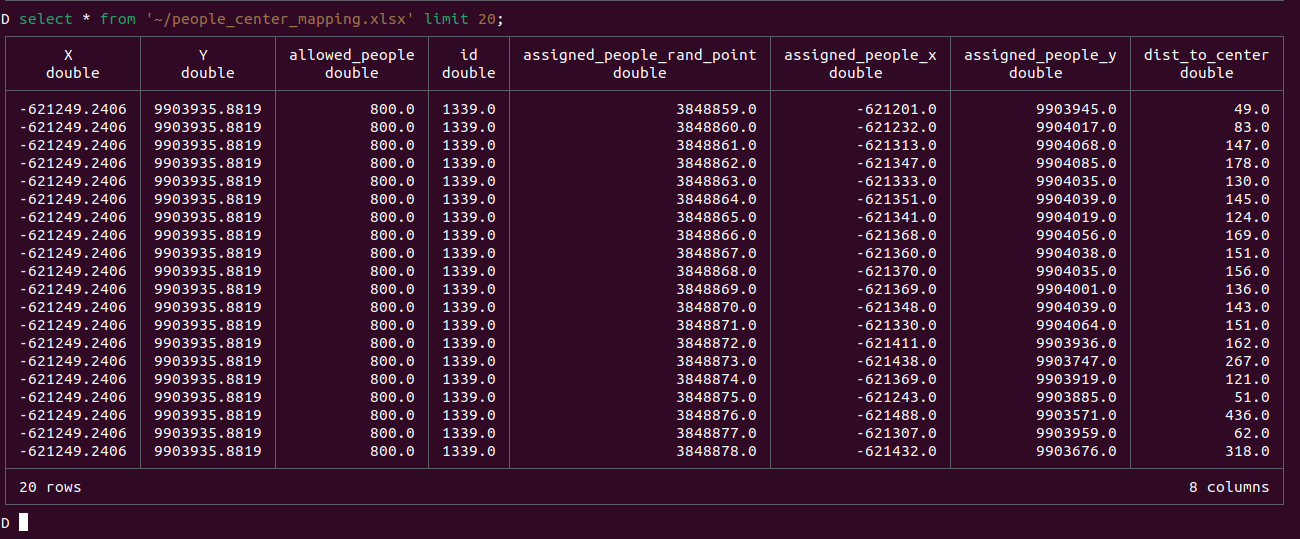 D select * from '~/people_center_mapping.xlsx' limit 20;
X Y allowed_people id assigned_people_rand_point assigned_people_x assigned_people_y dist_to_center
double double double double double double double double
-621249.2406 9903935.8819 800.0 1339.0 3848859.0 -621201.0 9903945.0 49.0
-621249.2406 9903935.8819 800.0 1339.0 3848860.0 -621232.0 9904017.0 83.0
-621249.2406 9903935.8819 800.0 1339.0 3848861.0 -621313.0 9904068.0 147.0
-621249.2406 9903935.8819 800.0 1339.0 3848862.0 -621347.0 9904085.0 178.0
-621249.2406 9903935.8819 800.0 1339.0 3848863.0 -621333.0 9904035.0 130.0
-621249.2406 9903935.8819 800.0 1339.0 3848864.0 -621351.0 9904039.0 145.0
-621249.2406 9903935.8819 800.0 1339.0 3848865.0 -621341.0 9904019.0 124.0
-621249.2406 9903935.8819 800.0 1339.0 3848866.0 -621368.0 9904056.0 169.0
-621249.2406 9903935.8819 800.0 1339.0 3848867.0 -621360.0 9904038.0 151.0
-621249.2406 9903935.8819 800.0 1339.0 3848868.0 -621370.0 9904035.0 156.0
-621249.2406 9903935.8819 800.0 1339.0 3848869.0 -621369.0 9904001.0 136.0
-621249.2406 9903935.8819 800.0 1339.0 3848870.0 -621348.0 9904039.0 143.0
-621249.2406 9903935.8819 800.0 1339.0 3848871.0 -621330.0 9904064.0 151.0
-621249.2406 9903935.8819 800.0 1339.0 3848872.0 -621411.0 9903936.0 162.0
-621249.2406 9903935.8819 800.0 1339.0 3848873.0 -621438.0 9903747.0 267.0
-621249.2406 9903935.8819 800.0 1339.0 3848874.0 -621369.0 9903919.0 121.0
-621249.2406 9903935.8819 800.0 1339.0 3848875.0 -621243.0 9903885.0 51.0
-621249.2406 9903935.8819 800.0 1339.0 3848876.0 -621488.0 9903571.0 436.0
-621249.2406 9903935.8819 800.0 1339.0 3848877.0 -621307.0 9903959.0 62.0
-621249.2406 9903935.8819 800.0 1339.0 3848878.0 -621432.0 9903676.0 318.0
20 rows 8 columns
D